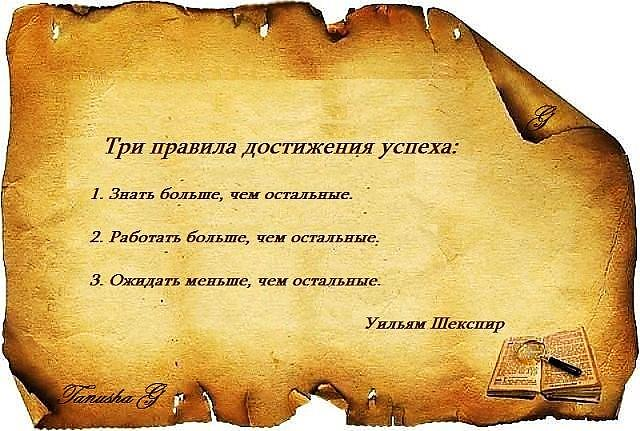 G
Три правила достижения успеха:
1. Знать больше, чем остальные.
2. Работать больше, чем остальные.
3. Ожидать меньше, чем остальные.
Уильям Шекспир
Tanusha G